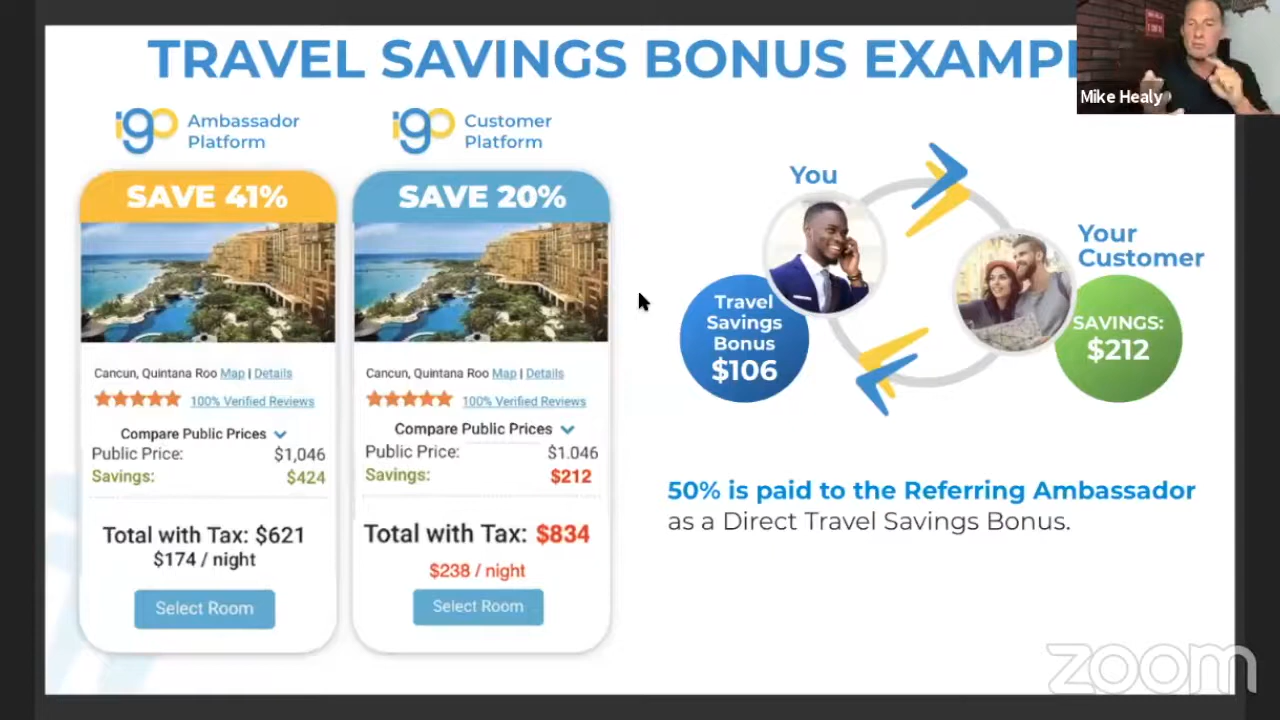 TRAVEL SAVINGS BONUS EXAMP
Mike Healy
igo Ambassador
Platform
SAVE 41%
Cancun, Quintana Roo Map | Details
100% Verified Reviews
Compare Public Prices
Public Price: $1,046
Savings: $424
Total with Tax: $621
$174 / night
Select Room
igo Customer
Platform
SAVE 20%
Cancun, Quintana Roo Map | Details
100% Verified Reviews
Compare Public Prices
Public Price: $1.046
Savings: $212
Total with Tax: $834
$238 / night
Select Room
You
Travel
Savings
Bonus
$106
Your
Customer
SAVINGS:
$212
50% is paid to the Referring Ambassador
as a Direct Travel Savings Bonus.
zoom